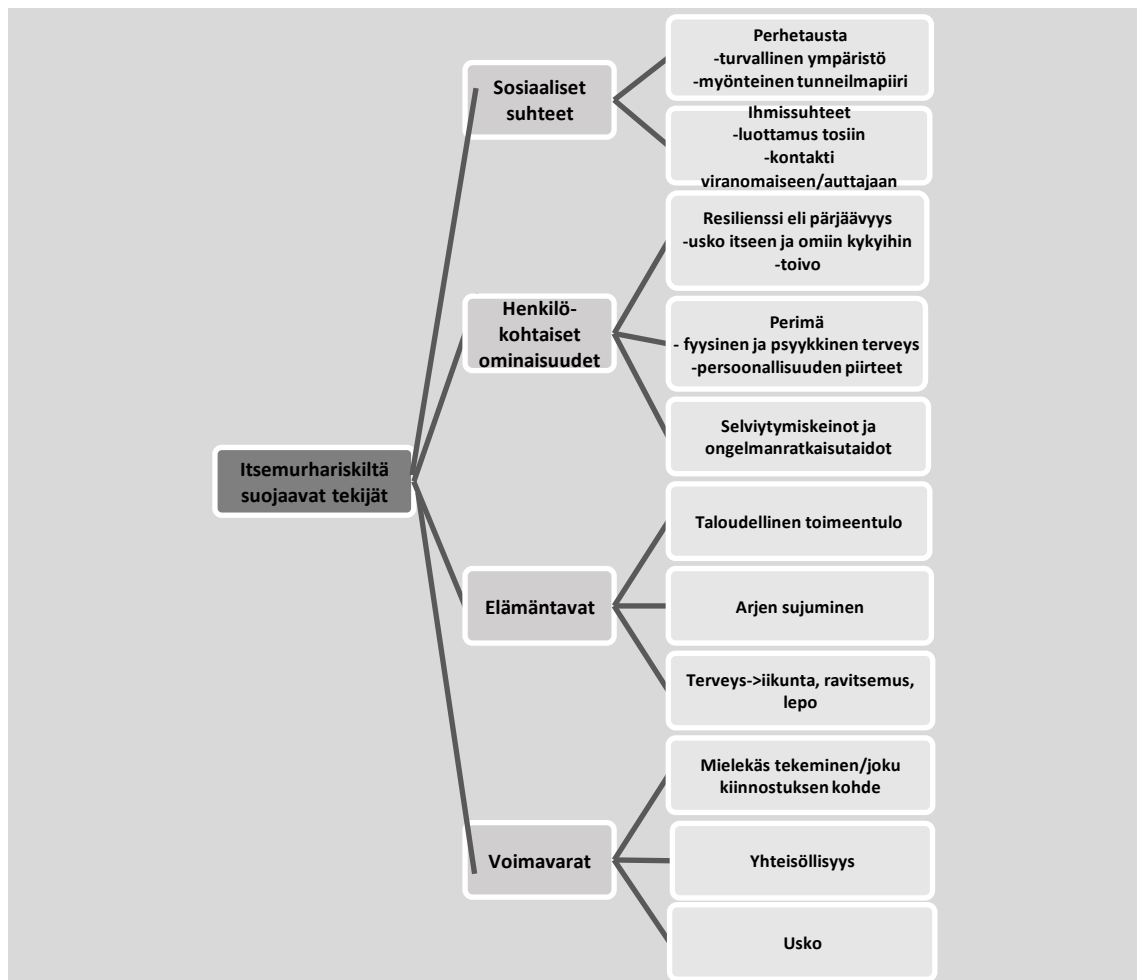 Itsemurhariskiltä
suojaavat tekijät
Sosiaaliset
suhteet
Perhetausta
-turvallinen ympäristö
-myönteinen tunneilmapiiri
Ihmissuhteet
-luottamus tosiin
-kontakti
viranomaiseen/auttajaan
Henkilö-
kohtaiset
ominaisuudet
Resilienssi eli pärjäävyys
-usko itseen ja omiin kykyihin
-toivo
Perimä
- fyysinen ja psyykkinen terveys
-persoonallisuuden piirteet
Selviytymiskeinot ja
ongelmanratkaisutaidot
Elämäntavat
Taloudellinen toimeentulo
Arjen sujuminen
Terveys->iikunta, ravitsemus,
lepo
Voimavarat
Mielekäs tekeminen/joku
kiinnostuksen kohde
Yhteisöllisyys
Usko